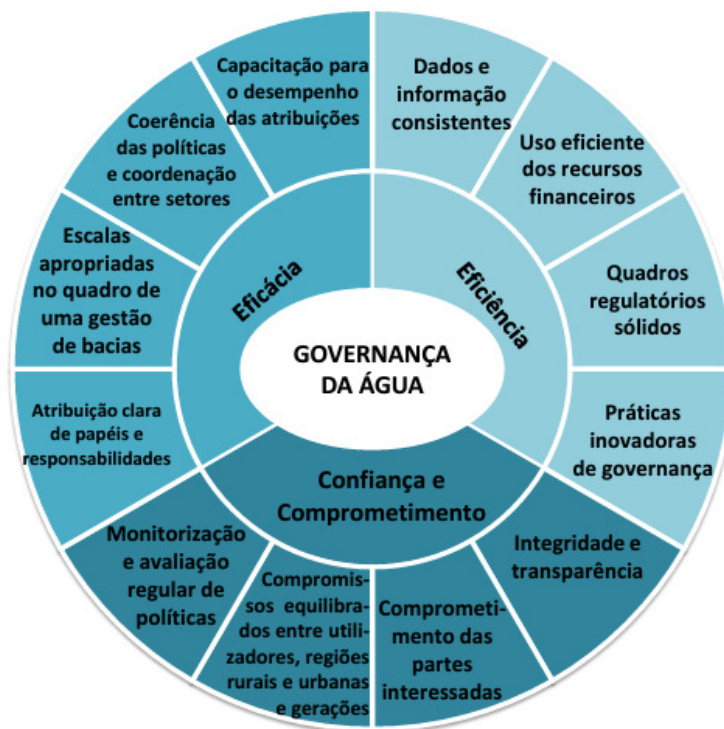 GOVERNANÇA
DA ÁGUA
Eficácia
Capacitação para
o desempenho
das atribuições
Coerência
das políticas
e coordenação
entre setores
Escalas
apropriadas
no quadro de
uma gestão
de bacias
Atribuição clara
de papéis e
responsabilidades
Eficiência
Dados e
informação
consistentes
Uso eficiente
dos recursos
financeiros
Quadros
regulatórios
sólidos
Práticas
inovadoras
de governança
Confiança e
Comprometimento
Integridade e
transparência
Comprometi-
mento das
partes
interessadas
Compromis-
sos equilibra-
dos entre utili-
zadores, regiões
rurais e urbanas
e gerações
Monitorização
e avaliação
regular de
políticas